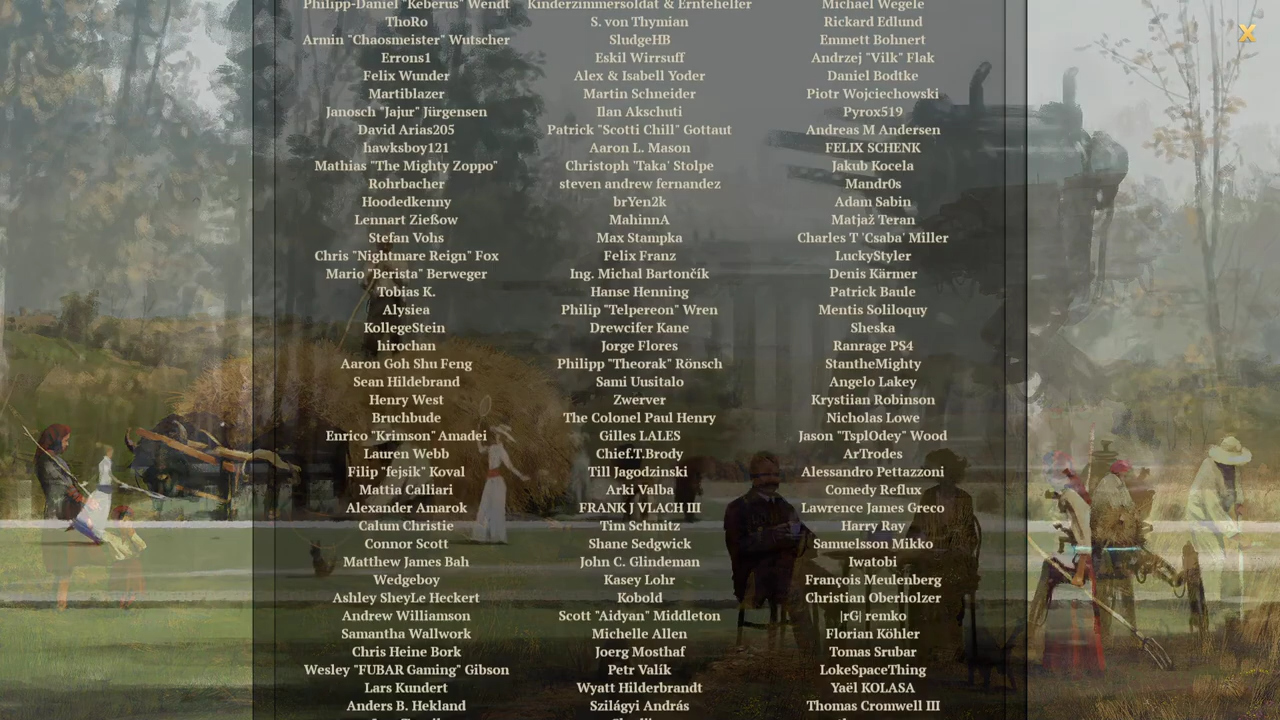 Philipp-Daniel "Keberus" Wendt
ThoRo
Armin "Chaosmeister" Wutscher
Errons1
Felix Wunder
Martiblazer
Janosch "Jajur" Jürgensen
David Arias205
hawksboy121
Mathias "The Mighty Zoppo"
Rohrbacher
Hoodedkenny
Lennart Zießow
Stefan Vohs
Chris "Nightmare Reign" Fox
Mario "Berista" Berweger
Tobias K.
Alysiea
KollegeStein
hirochan
Aaron Goh Shu Feng
Sean Hildebrand
Henry West
Bruchbude
Enrico "Krimson" Amadei
Lauren Webb
Filip "fejsik" Koval
Mattia Calliari
Alexander Amarok
Calum Christie
Connor Scott
Matthew James Bah
Wedgeboy
Ashley SheyLe Heckert
Andrew Williamson
Samantha Wallwork
Chris Heine Bork
Wesley "FUBAR Gaming" Gibson
Lars Kundert
Anders B. Hekland
Kinderzimmersoldat & Erntehelfer
S. von Thymian
SludgeHB
Eskil Wirrsuff
Alex & Isabell Yoder
Martin Schneider
Ilan Akschuti
Patrick "Scotti Chill" Gottaut
Aaron L. Mason
Christoph "Taka' Stolpe
steven andrew fernandez
brYen2k
MahinnA
Max Stampka
Felix Franz
Ing. Michal Bartončík
Hanse Henning
Philip "Telpereon" Wren
Drewcifer Kane
Jorge Flores
Philipp "Theorak" Rönsch
Sami Uusitalo
Zwerver
The Colonel Paul Henry
Gilles LALES
Chief.T.Brody
Till Jagodzinski
Arki Valba
FRANK J VLACH III
Tim Schmitz
Shane Sedgwick
John C. Glindeman
Kasey Lohr
Kobold
Scott "Aidyan" Middleton
Michelle Allen
Joerg Mosthaf
Petr Valík
Wyatt Hilderbrandt
Szilágyi András
Michael Wegele
Rickard Edlund
Emmett Bohnert
Andrzej "Vilk" Flak
Daniel Bodtke
Piotr Wojciechowski
Pyrox519
Andreas M Andersen
FELIX SCHENK
Jakub Kocela
Mandr0s
Adam Sabin
Matjaž Teran
Charles T 'Csaba' Miller
LuckyStyler
Denis Kärmer
Patrick Baule
Mentis Soliloquy
Sheska
Ranrage PS4
StantheMighty
Angelo Lakey
Krystiian Robinson
Nicholas Lowe
Jason "TsplOdey" Wood
ArTrodes
Alessandro Pettazzoni
Comedy Reflux
Lawrence James Greco
Harry Ray
Samuelsson Mikko
Iwatobi
François Meulenberg
Christian Oberholzer
|rG| remko
Florian Köhler
Tomas Srubar
LokeSpaceThing
Yaël KOLASA
Thomas Cromwell III